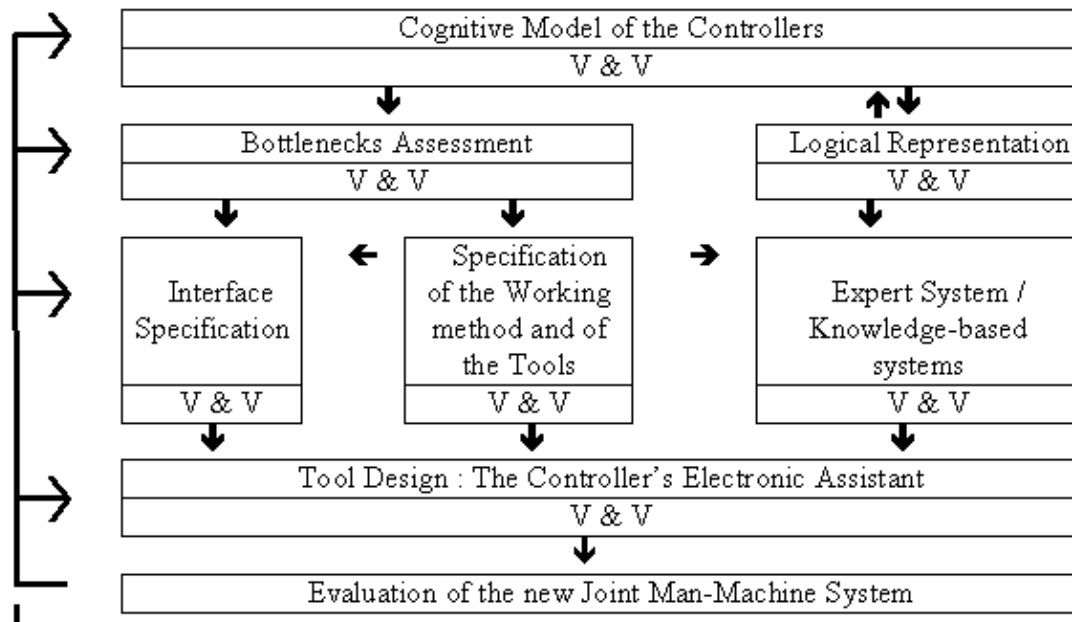 Cognitive Model of the Controllers
V & V
Bottlenecks Assessment
V & V
Logical Representation
V & V
Interface
Specification
V & V
Specification
of the Working
method and of
the Tools
V & V
Expert System /
Knowledge-based
systems
V & V
Tool Design : The Controller's Electronic Assistant
V & V
Evaluation of the new Joint Man-Machine System